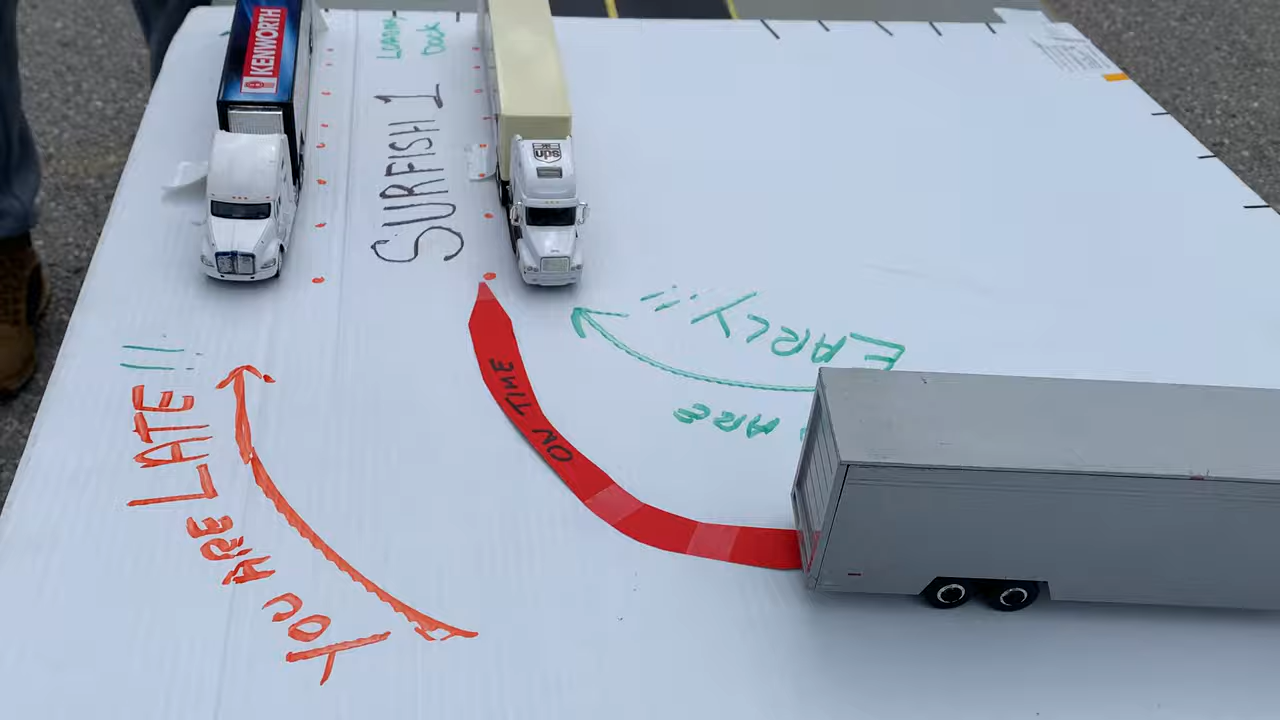 KENWORTH
LOADING
Dock
SURFISH 1
ups
ON TIME
EARLY!!!
ARE
YOU ARE LATE!!